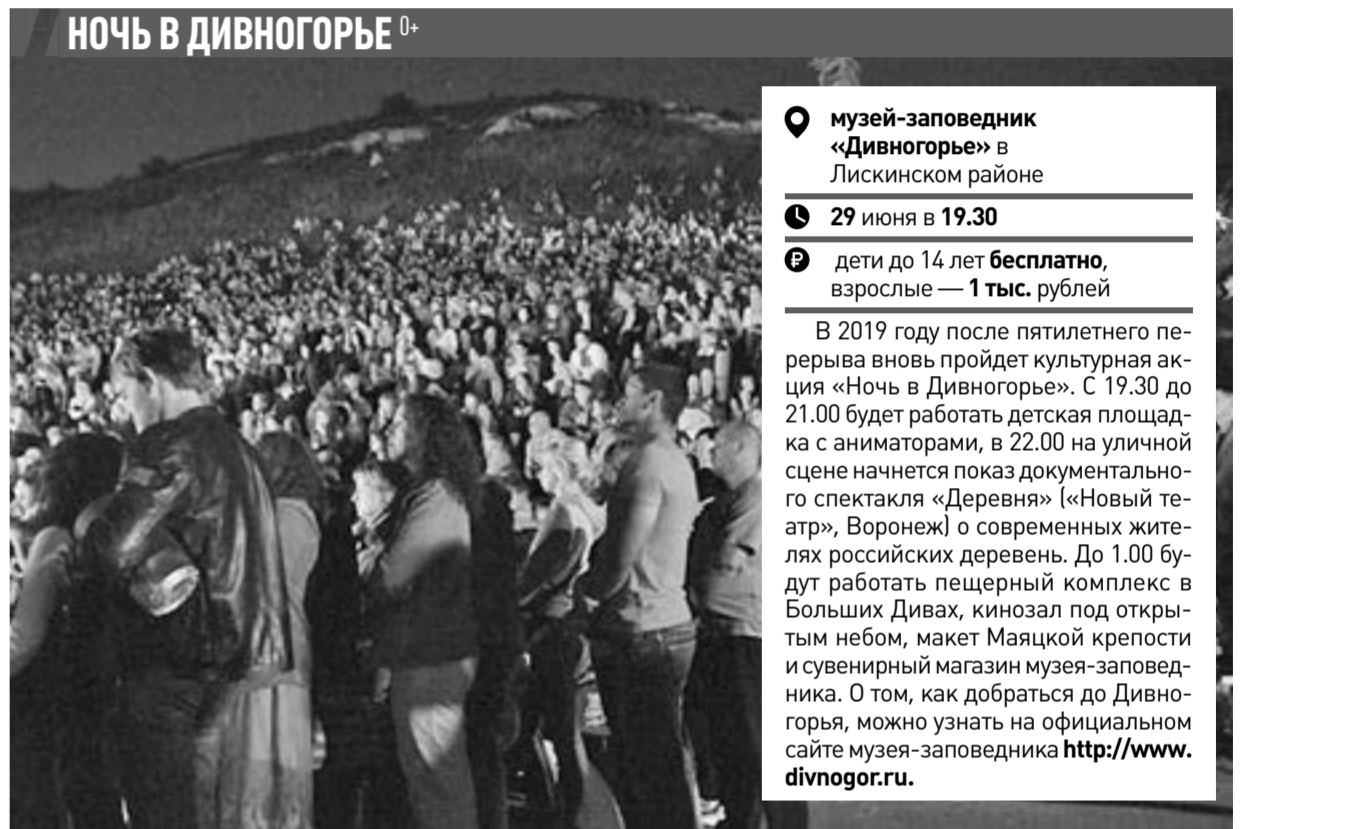 НОЧЬ В ДИВНОГОРЬЕ 0+
музей-заповедник
«Дивногорье» в
Лискинском районе
29 июня в 19.30
дети до 14 лет бесплатно,
взрослые — 1 тыс. рублей
В 2019 году после пятилетнего пе-
рерыва вновь пройдет культурная ак-
ция «Ночь в Дивногорье». С 19.30 до
21.00 будет работать детская площад-
ка с аниматорами, в 22.00 на уличной
сцене начнется показ документально-
го спектакля «Деревня» («Новый те-
атр», Воронеж) о современных жите-
лях российских деревень. До 1.00 бу-
дут работать пещерный комплекс в
Больших Дивах, кинозал под откры-
тым небом, макет Маяцкой крепости
и сувенирный магазин музея-заповед-
ника. О том, как добраться до Дивно-
горья, можно узнать на официальном
сайте музея-заповедника http://www.
divnogor.ru.